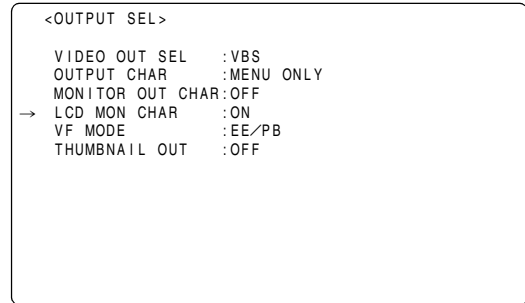 <OUTPUT SEL>
VIDEO OUT SEL :VBS
OUTPUT CHAR :MENU ONLY
MONITOR OUT CHAR:OFF
→ LCD MON CHAR :ON
VF MODE :EE/PB
THUMBNAIL OUT :OFF